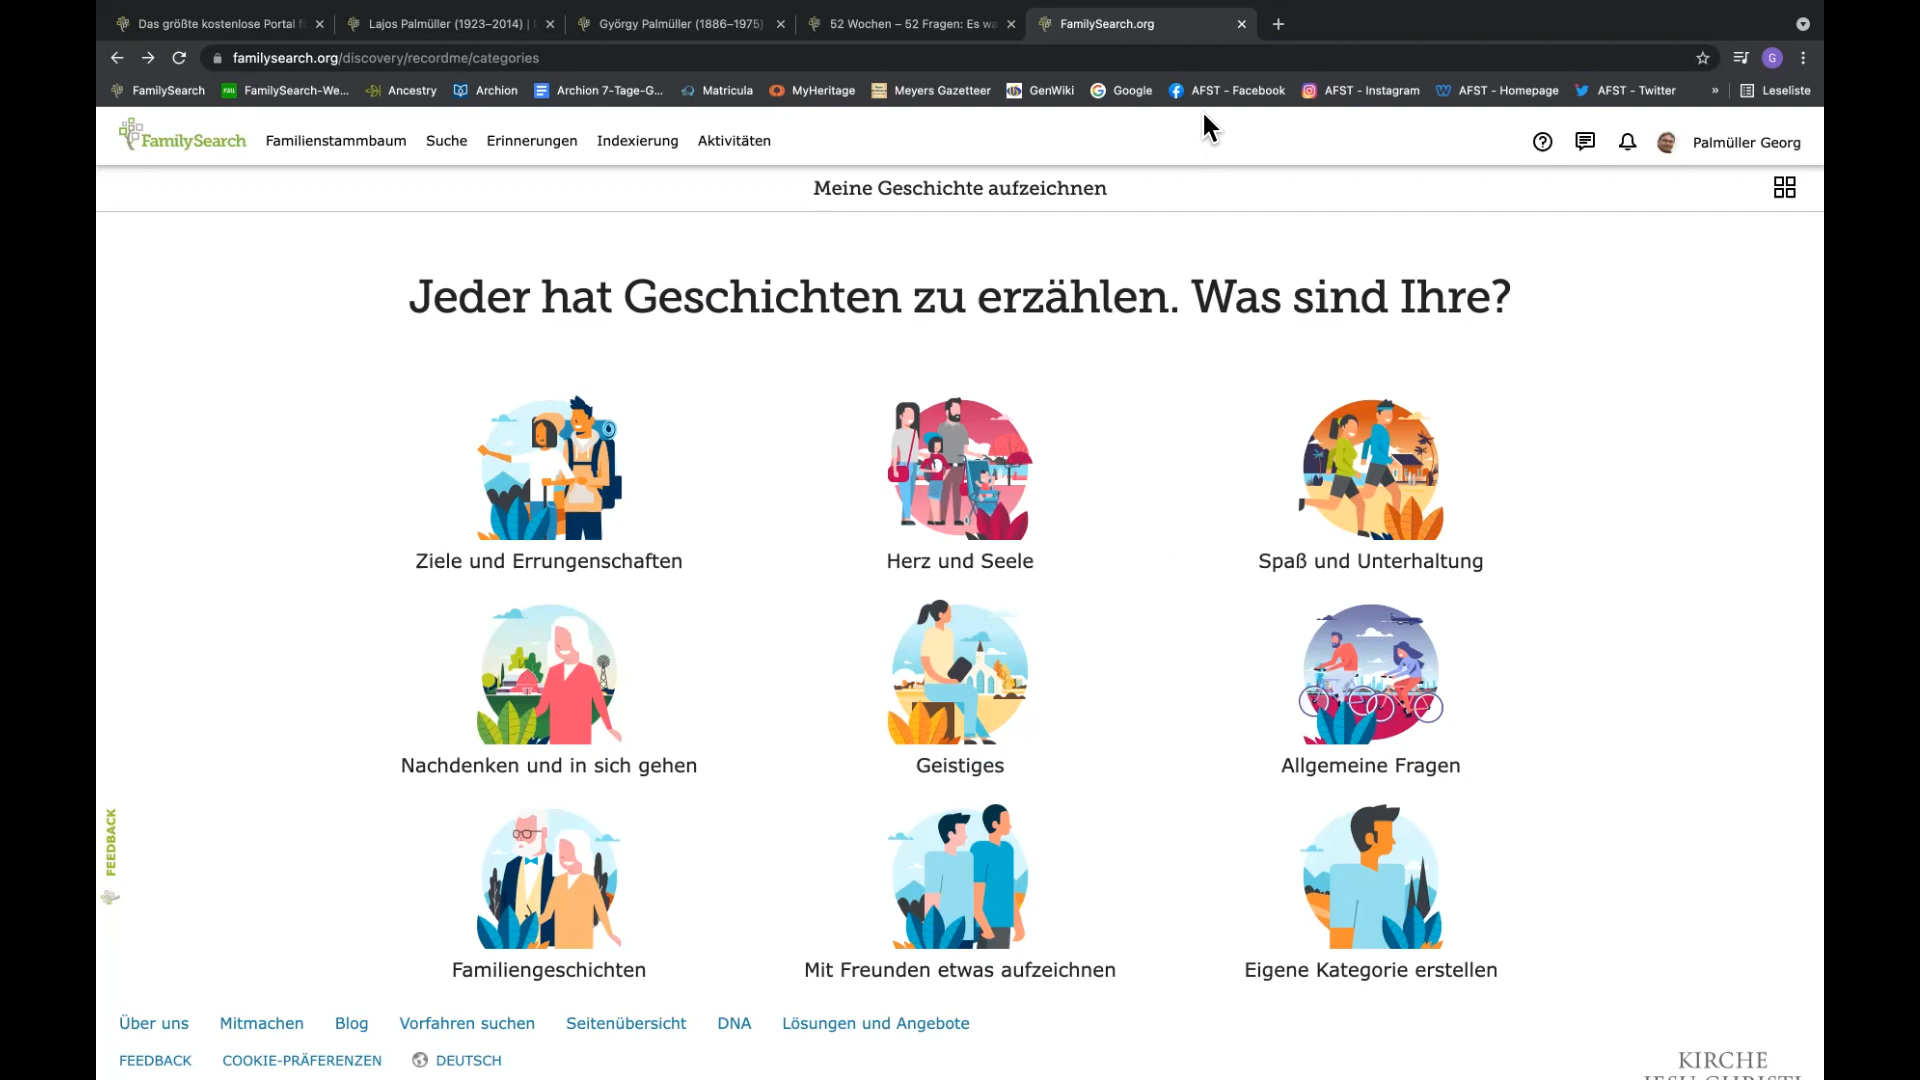 Das größte kostenlose Portal f
Lajos Palmüller (1923–2014) |
György Palmüller (1886–1975)
52 Wochen – 52 Fragen: Es wa
FamilySearch.org
familysearch.org/discovery/recordme/categories
FamilySearch
FamilySearch-We...
Ancestry
Archion
Archion 7-Tage-G...
Matricula
MyHeritage
Meyers Gazetteer
GenWiki
Google
AFST - Facebook
AFST - Instagram
AFST - Homepage
AFST - Twitter
»
Leseliste
FamilySearch
Familienstammbaum
Suche
Erinnerungen
Indexierung
Aktivitäten
Palmüller Georg
Meine Geschichte aufzeichnen
Jeder hat Geschichten zu erzählen. Was sind Ihre?
Ziele und Errungenschaften
Herz und Seele
Spaß und Unterhaltung
Nachdenken und in sich gehen
Geistiges
Allgemeine Fragen
Familiengeschichten
Mit Freunden etwas aufzeichnen
Eigene Kategorie erstellen
FEEDBACK
Über uns
Mitmachen
Blog
Vorfahren suchen
Seitenübersicht
DNA
Lösungen und Angebote
FEEDBACK
COOKIE-PRÄFERENZEN
DEUTSCH
KIRCHE
JESU CHRISTI